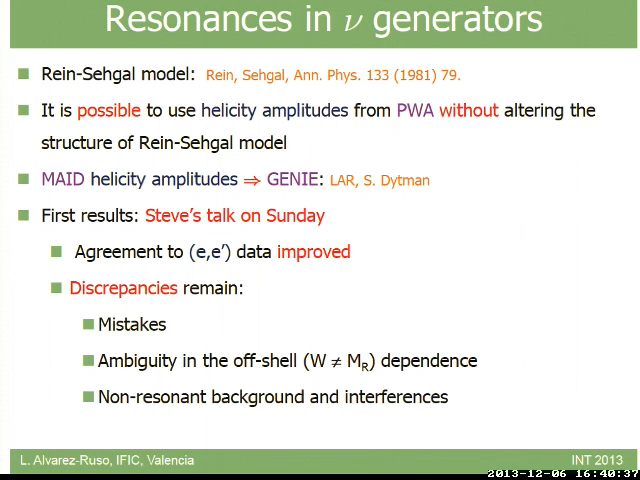 Resonances in ν generators
Rein-Sehgal model: Rein, Sehgal, Ann. Phys. 133 (1981) 79.
It is possible to use helicity amplitudes from PWA without altering the
structure of Rein-Sehgal model
MAID helicity amplitudes ⇒ GENIE: LAR, S. Dytman
First results: Steve's talk on Sunday
Agreement to (e,e') data improved
Discrepancies remain:
Mistakes
Ambiguity in the off-shell (W ≠ M_R) dependence
Non-resonant background and interferences
L. Alvarez-Ruso, IFIC, Valencia
INT 2013
2013-12-06 16:40:37